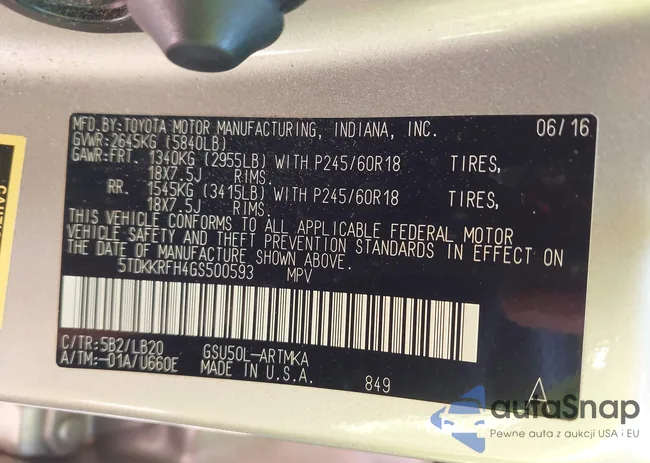 MFD.BY:TOYOTA MOTOR MANUFACTURING, INDIANA, INC. 06/16
GVWR:2645KG (5840LB)
GAWR:FRT. 1340KG (2955LB) WITH P245/60R18 TIRES,
18X7.5J RIMS.
RR. 1545KG (3415LB) WITH P245/60R18 TIRES,
18X7.5J RIMS.
THIS VEHICLE CONFORMS TO ALL APPLICABLE FEDERAL MOTOR
VEHICLE SAFETY AND THEFT PREVENTION STANDARDS IN EFFECT ON
THE DATE OF MANUFACTURE SHOWN ABOVE.
5TDKKRFH4GS500593 MPV
C/TR:5B2/LB20 GSU50L-ARTMKA
A/TM:-01A/U660E MADE IN U.S.A. 849
A
autoSnap
Pewne auta z aukcji USA i EU